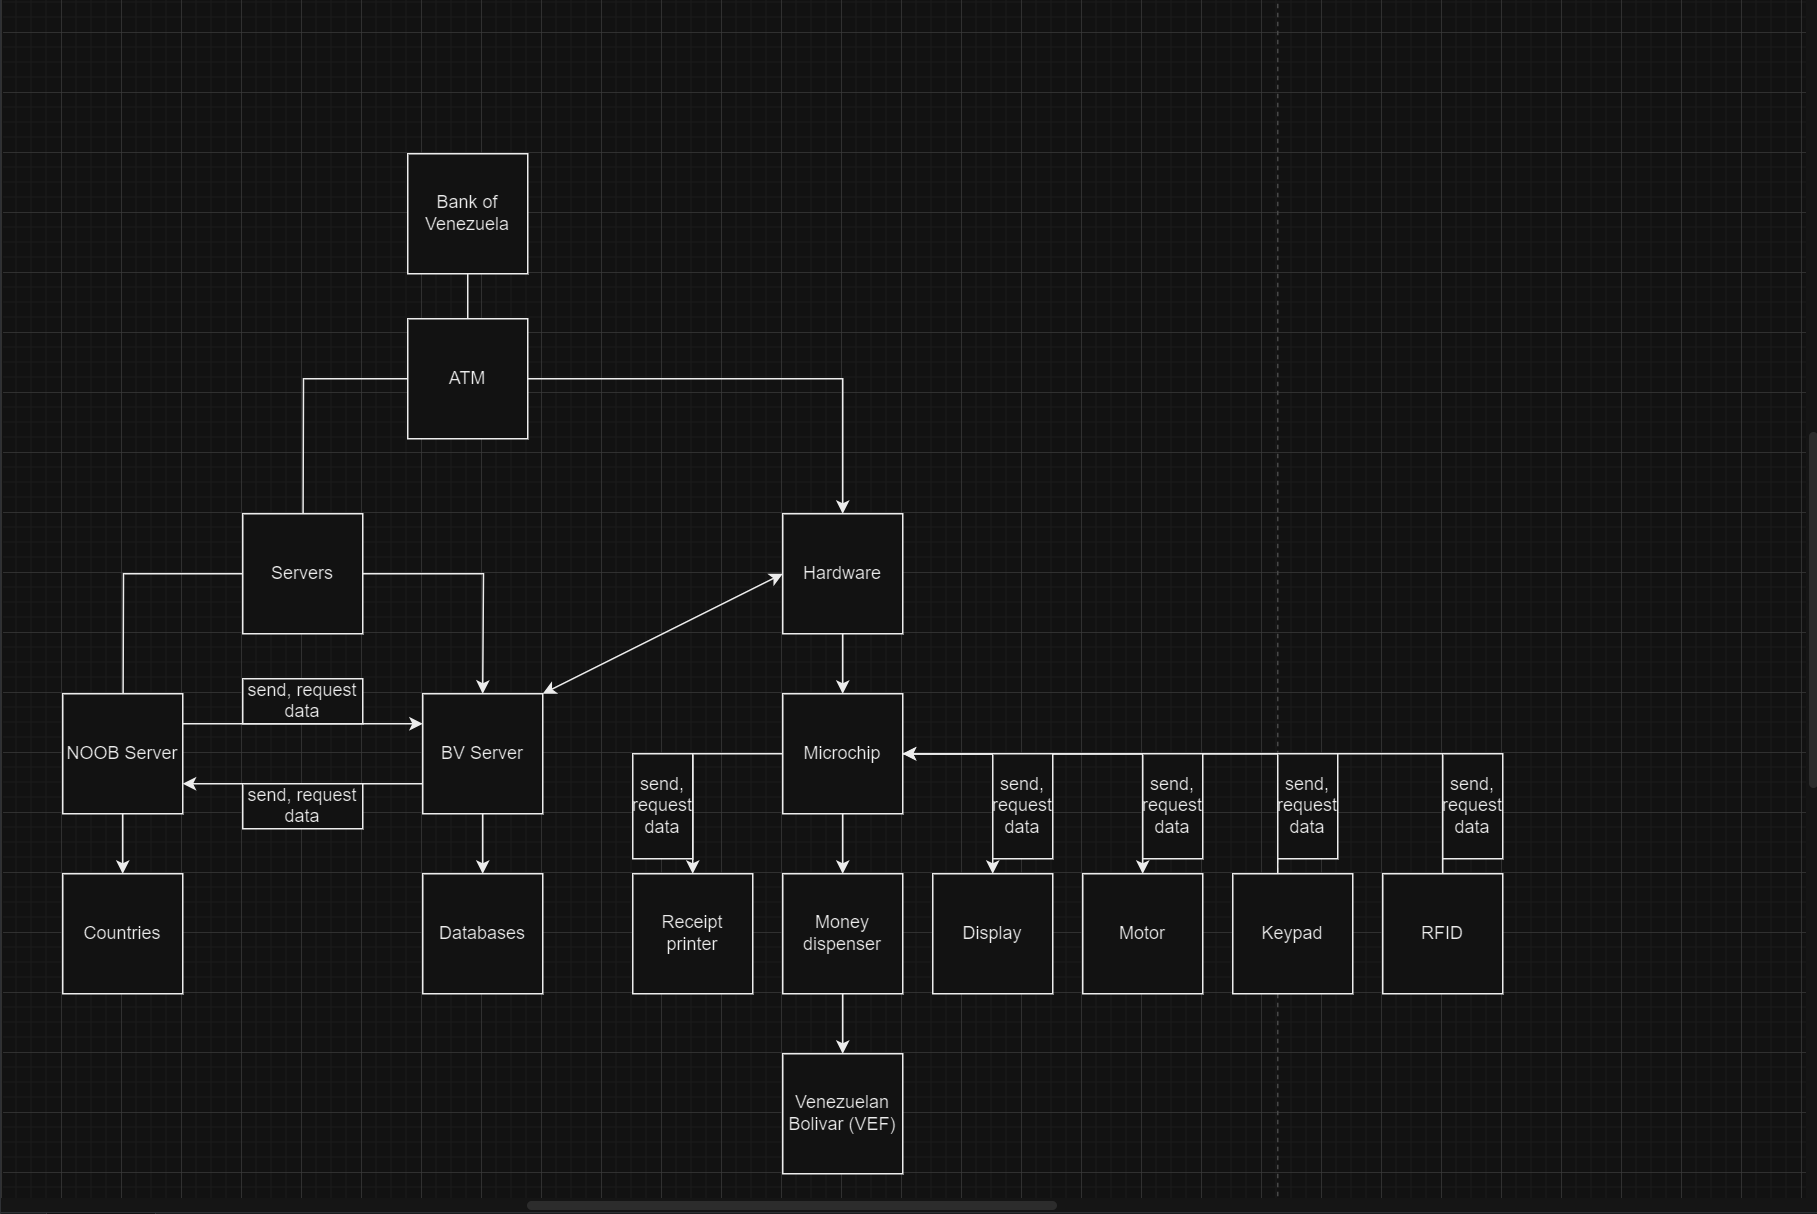 Bank of
Venezuela
ATM
Servers
Hardware
send, request
data
NOOB Server
BV Server
Microchip
send, request
data
send,
request
data
send,
request
data
send,
request
data
send,
request
data
send,
request
data
Countries
Databases
Receipt
printer
Money
dispenser
Display
Motor
Keypad
RFID
Venezuelan
Bolivar (VEF)